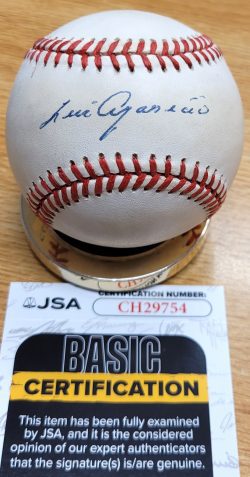 Luis Aparicio
JSA
CERTIFICATION NUMBER:
CH29754
BASIC
CERTIFICATION
This item has been fully examined
by JSA, and it is the considered
opinion of our expert authenticators
that the signature(s) is/are genuine.